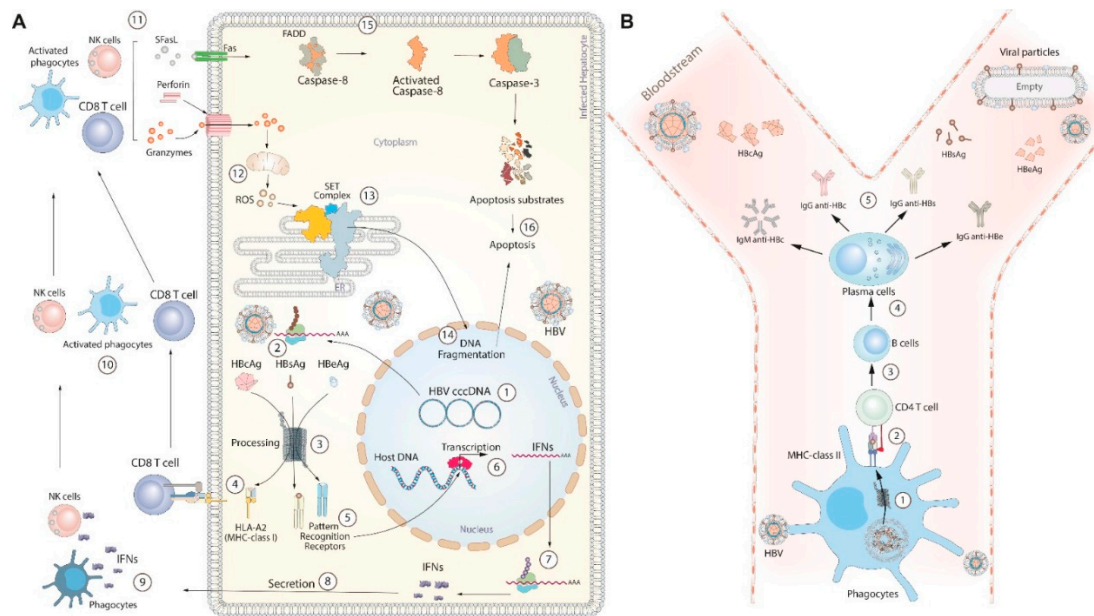 A
11
NK cells
SFasL
Fas
FADD
15
Activated
phagocytes
Caspase-8
Activated
Caspase-8
Caspase-3
Infected Hepatocyte
Perforin
CD8 T cell
Granzymes
Cytoplasm
12
ROS
SET
Complex
13
Apoptosis substrates
16
Apoptosis
ER
NK cells
CD8 T cell
Activated phagocytes
10
HBV
2
AAA
14
DNA
Fragmentation
Nucleus
HBcAg
HBsAg
HBeAg
HBV cccDNA
1
Processing
3
Transcription
IFNs
Host DNA
6
AAA
CD8 T cell
4
HLA-A2
(MHC-class I)
5
Pattern
Recognition
Receptors
Nucleus
NK cells
7
AAA
IFNs
9
Phagocytes
Secretion
8
IFNs
B
Bloodstream
Viral particles
Empty
HBcAg
HBsAg
HBeAg
5
IgG anti-HBc
IgG anti-HBs
IgM anti-HBc
IgG anti-HBe
Plasma cells
4
B cells
3
CD4 T cell
2
MHC-class II
1
HBV
Phagocytes